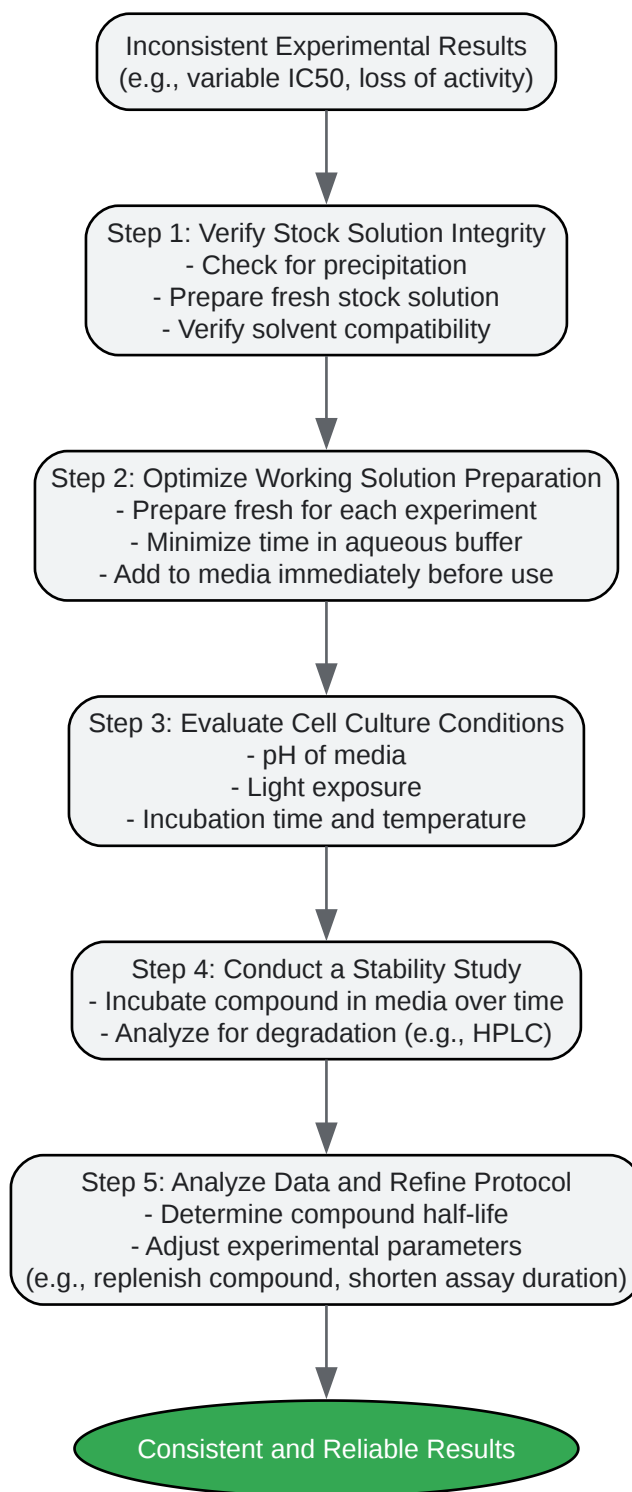 Inconsistent Experimental Results
(e.g., variable IC50, loss of activity)
Step 1: Verify Stock Solution Integrity
- Check for precipitation
- Prepare fresh stock solution
- Verify solvent compatibility
Step 2: Optimize Working Solution Preparation
- Prepare fresh for each experiment
- Minimize time in aqueous buffer
- Add to media immediately before use
Step 3: Evaluate Cell Culture Conditions
- pH of media
- Light exposure
- Incubation time and temperature
Step 4: Conduct a Stability Study
- Incubate compound in media over time
- Analyze for degradation (e.g., HPLC)
Step 5: Analyze Data and Refine Protocol
- Determine compound half-life
- Adjust experimental parameters
(e.g., replenish compound, shorten assay duration)
Consistent and Reliable Results